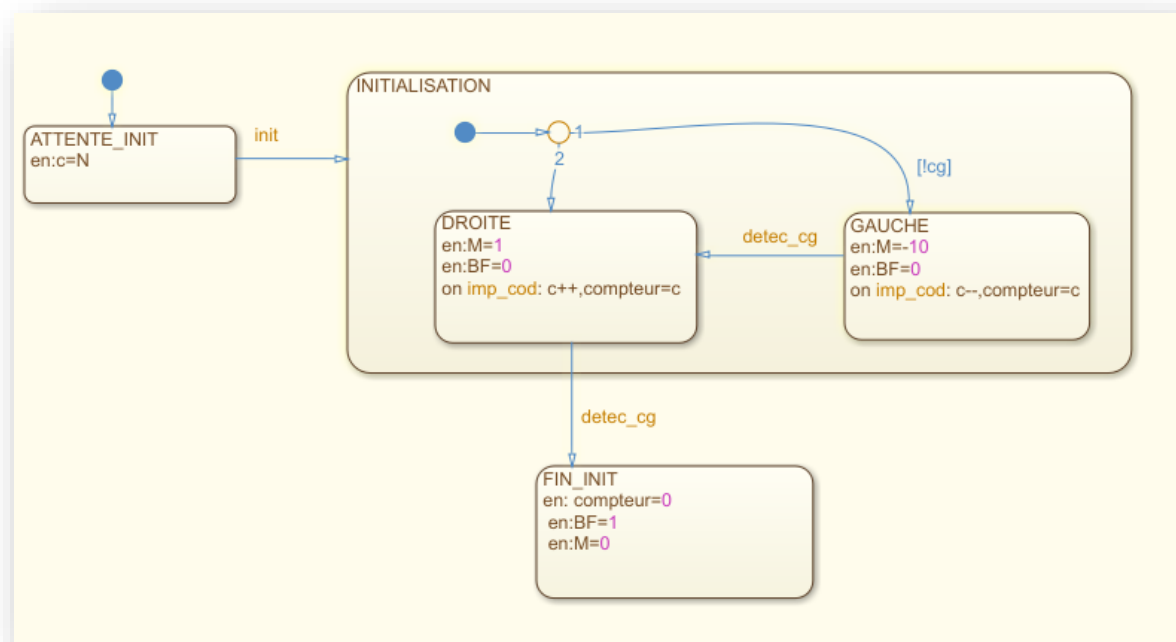 ATTENTE_INIT
en:c=N
init
INITIALISATION
1
2
[!cg]
DROITE
en:M=1
en:BF=0
on imp_cod: c++,compteur=c
detec_cg
GAUCHE
en:M=-10
en:BF=0
on imp_cod: c--,compteur=c
detec_cg
FIN_INIT
en: compteur=0
en:BF=1
en:M=0